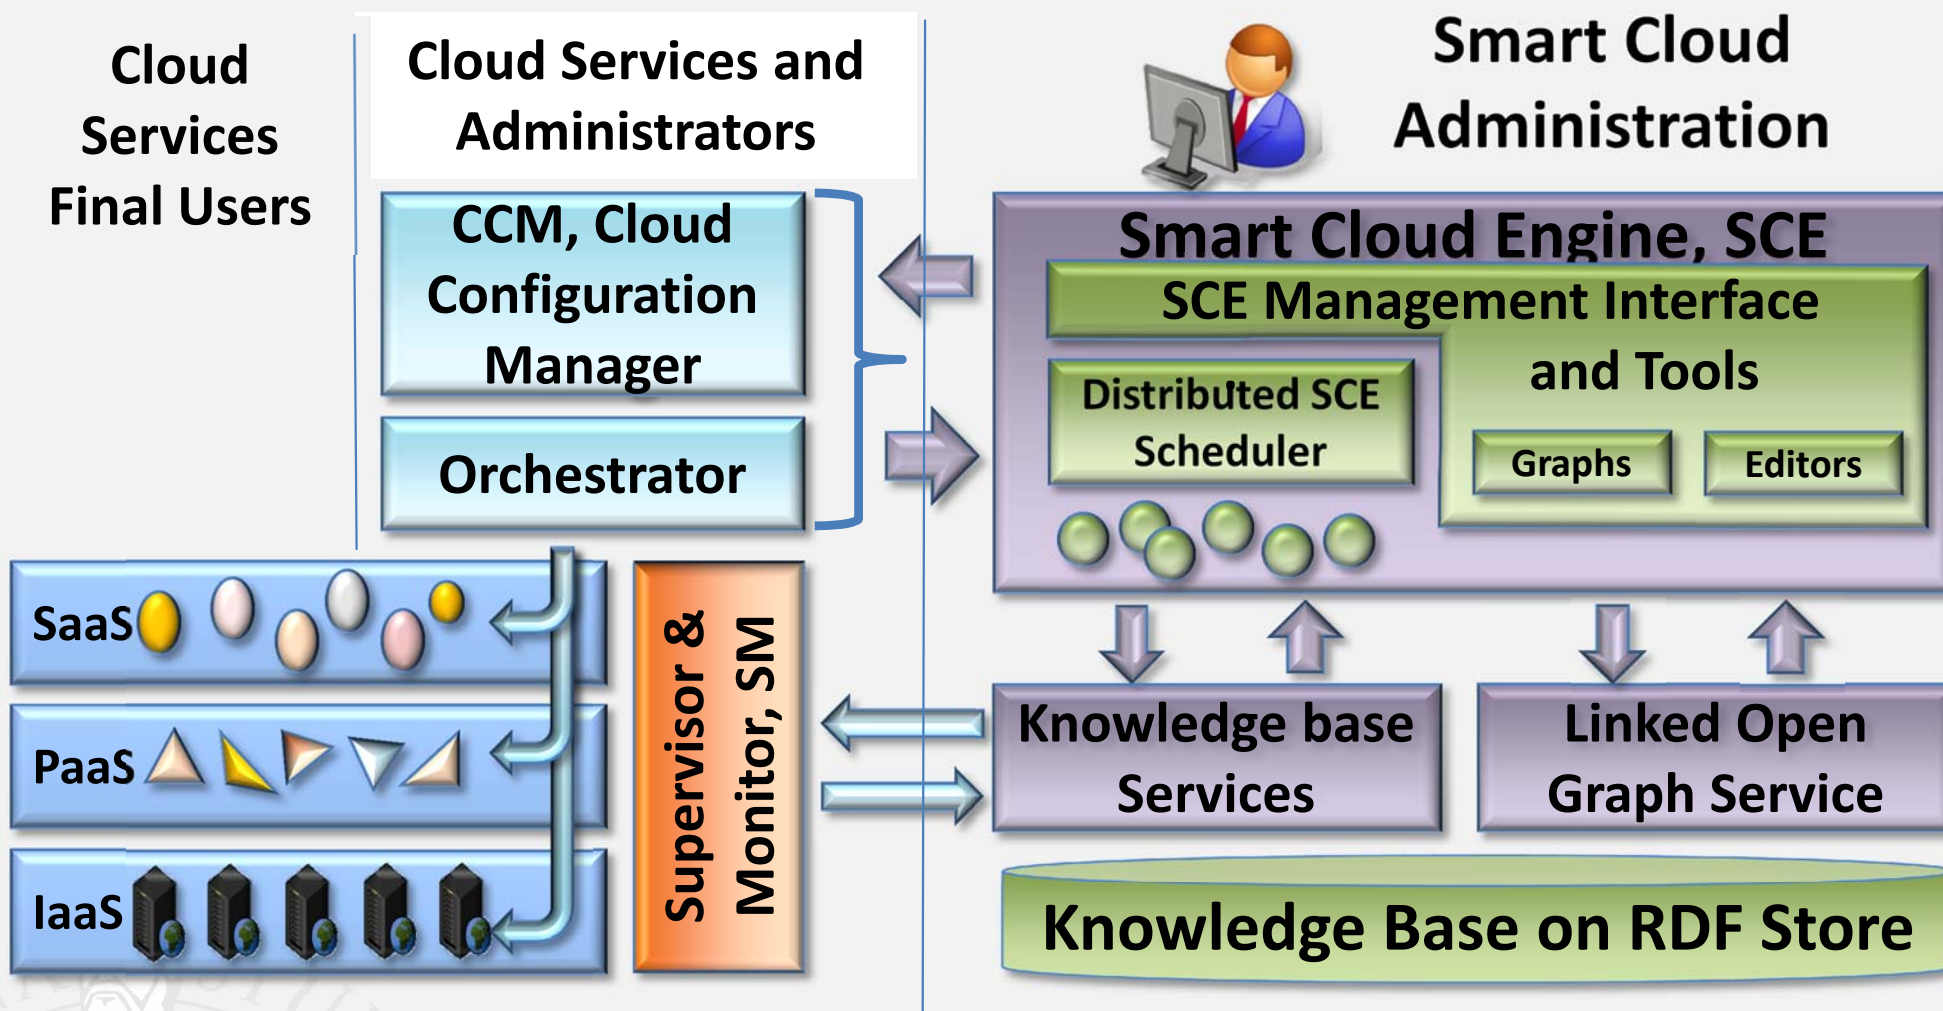 Cloud
Services
Final Users
Cloud Services and
Administrators
Smart Cloud
Administration
CCM, Cloud
Configuration
Manager
Orchestrator
Smart Cloud Engine, SCE
SCE Management Interface
and Tools
Distributed SCE
Scheduler
Graphs
Editors
SaaS
PaaS
IaaS
Supervisor &
Monitor, SM
Knowledge base
Services
Linked Open
Graph Service
Knowledge Base on RDF Store